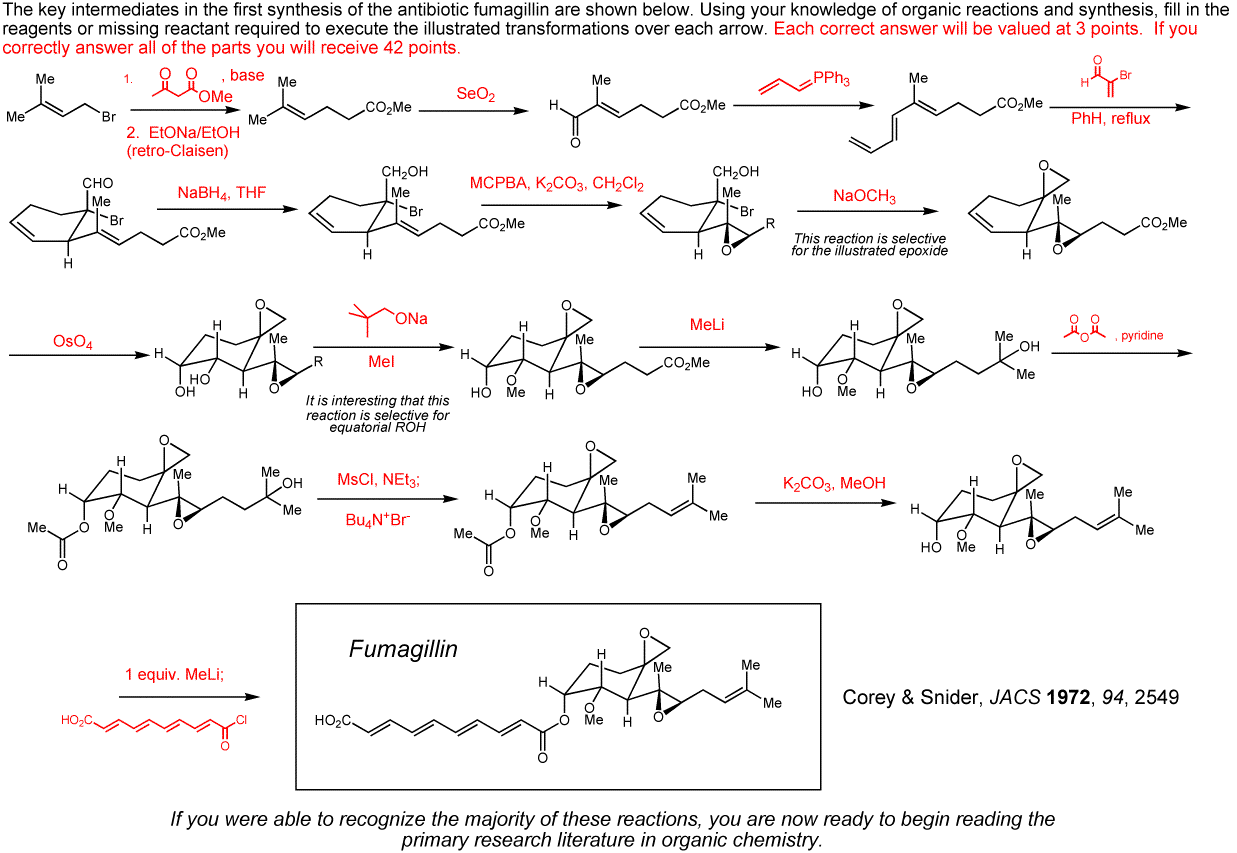 The key intermediates in the first synthesis of the antibiotic fumagillin are shown below. Using your knowledge of organic reactions and synthesis, fill in the
reagents or missing reactant required to execute the illustrated transformations over each arrow. Each correct answer will be valued at 3 points. If you
correctly answer all of the parts you will receive 42 points.
Me
Me
Br
1.
O O
OMe
, base
2. EtONa/EtOH
(retro-Claisen)
Me
Me
CO₂Me
SeO₂
Me
H
O
CO₂Me
PPh₃
Me
CO₂Me
O
H
Br
PhH, reflux
CHO
Me
Br
H
CO₂Me
NaBH₄, THF
CH₂OH
Me
Br
H
CO₂Me
MCPBA, K₂CO₃, CH₂Cl₂
CH₂OH
Me
Br
H
O
R
NaOCH₃
This reaction is selective
for the illustrated epoxide
O
Me
H
O
CO₂Me
OsO₄
H
H
O
Me
HO
OH
H
O
R
ONa
MeI
It is interesting that this
reaction is selective for
equatorial ROH
H
H
O
Me
HO
O
Me
H
O
CO₂Me
MeLi
H
H
O
Me
HO
O
Me
H
O
Me
OH
Me
O O
O
, pyridine
H
H
O
Me
Me
O
O
O
Me
H
O
Me
OH
Me
MsCl, NEt₃;
Bu₄N⁺Br⁻
H
H
O
Me
Me
O
O
O
Me
H
O
Me
Me
K₂CO₃, MeOH
H
H
O
Me
HO
O
Me
H
O
Me
Me
1 equiv. MeLi;
HO₂C
Cl
O
Fumagillin
HO₂C
O
O
H
H
O
Me
O
Me
H
O
Me
Me
Corey & Snider, JACS 1972, 94, 2549
If you were able to recognize the majority of these reactions, you are now ready to begin reading the
primary research literature in organic chemistry.